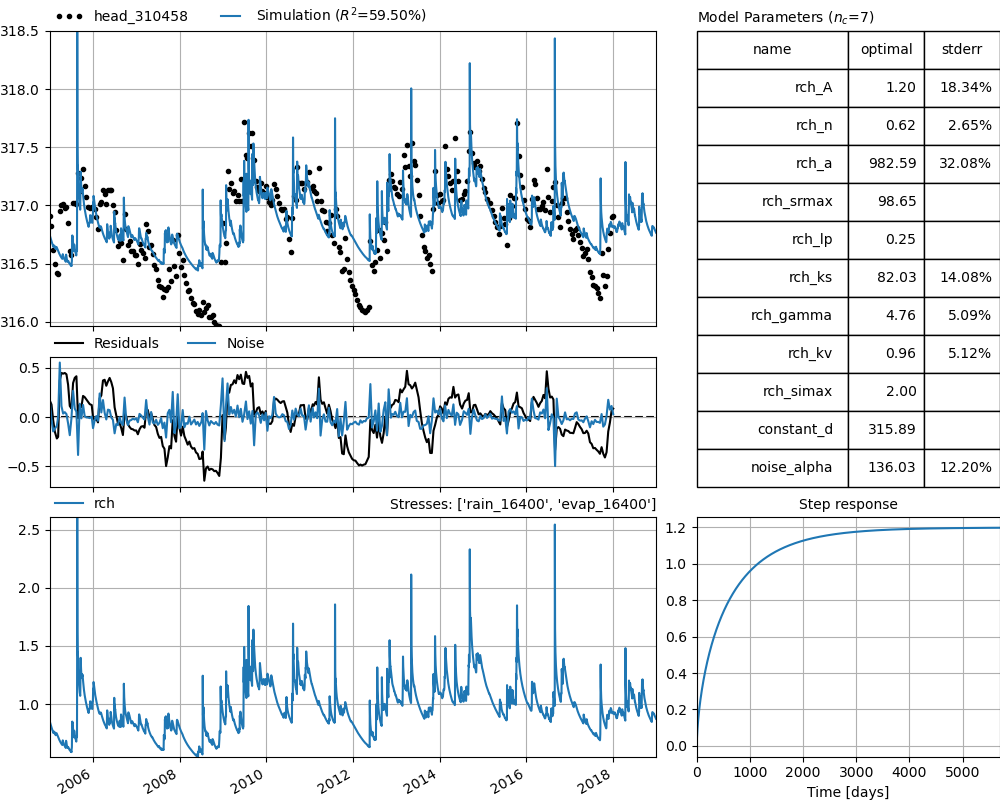 head_310458 Simulation (R²=59.50%)
318.5
318.0
317.5
317.0
316.5
316.0
Residuals Noise
0.5
0.0
−0.5
rch Stresses: ['rain_16400', 'evap_16400']
2.5
2.0
1.5
1.0
2006 2008 2010 2012 2014 2016 2018
Model Parameters (n_c=7)
name optimal stderr
rch_A 1.20 18.34%
rch_n 0.62 2.65%
rch_a 982.59 32.08%
rch_srmax 98.65
rch_lp 0.25
rch_ks 82.03 14.08%
rch_gamma 4.76 5.09%
rch_kv 0.96 5.12%
rch_simax 2.00
constant_d 315.89
noise_alpha 136.03 12.20%
Step response
1.2
1.0
0.8
0.6
0.4
0.2
0.0
0 1000 2000 3000 4000 5000
Time [days]